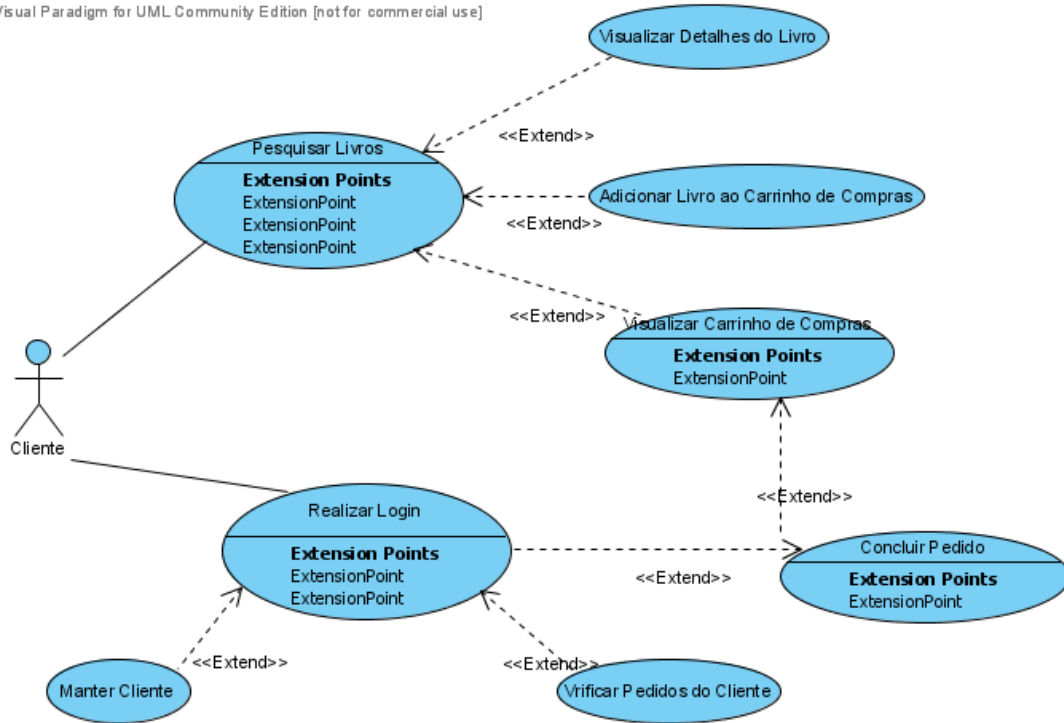 Visual Paradigm for UML Community Edition [not for commercial use]
Visualizar Detalhes do Livro
<<Extend>>
Pesquisar Livros
Extension Points
ExtensionPoint
ExtensionPoint
ExtensionPoint
Adicionar Livro ao Carrinho de Compras
<<Extend>>
<<Extend>>
Visualizar Carrinho de Compras
Extension Points
ExtensionPoint
Cliente
<<Extend>>
Realizar Login
Extension Points
ExtensionPoint
ExtensionPoint
<<Extend>>
Concluir Pedido
Extension Points
ExtensionPoint
<<Extend>>
<<Extend>>
Manter Cliente
Vrificar Pedidos do Cliente